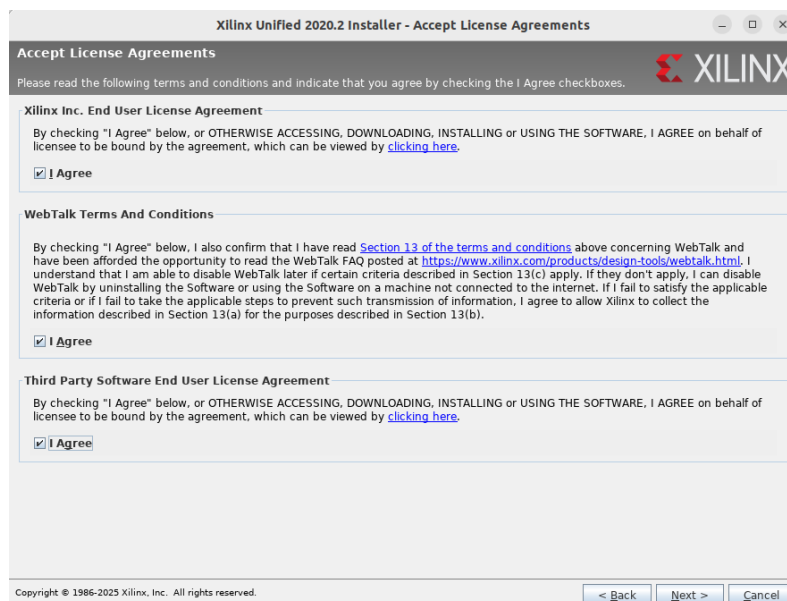 Xilinx Unified 2020.2 Installer - Accept License Agreements
Accept License Agreements
Please read the following terms and conditions and indicate that you agree by checking the I Agree checkboxes.
XILINX
Xilinx Inc. End User License Agreement
By checking "I Agree" below, or OTHERWISE ACCESSING, DOWNLOADING, INSTALLING or USING THE SOFTWARE, I AGREE on behalf of
licensee to be bound by the agreement, which can be viewed by clicking here.
I Agree
WebTalk Terms And Conditions
By checking "I Agree" below, I also confirm that I have read Section 13 of the terms and conditions above concerning WebTalk and
have been afforded the opportunity to read the WebTalk FAQ posted at https://www.xilinx.com/products/design-tools/webtalk.html. I
understand that I am able to disable WebTalk later if certain criteria described in Section 13(c) apply. If they don't apply, I can disable
WebTalk by uninstalling the Software or using the Software on a machine not connected to the internet. If I fail to satisfy the applicable
criteria or if I fail to take the applicable steps to prevent such transmission of information, I agree to allow Xilinx to collect the
information described in Section 13(a) for the purposes described in Section 13(b).
I Agree
Third Party Software End User License Agreement
By checking "I Agree" below, or OTHERWISE ACCESSING, DOWNLOADING, INSTALLING or USING THE SOFTWARE, I AGREE on behalf of
licensee to be bound by the agreement, which can be viewed by clicking here.
I Agree
Copyright © 1986-2025 Xilinx, Inc. All rights reserved.
< Back
Next >
Cancel